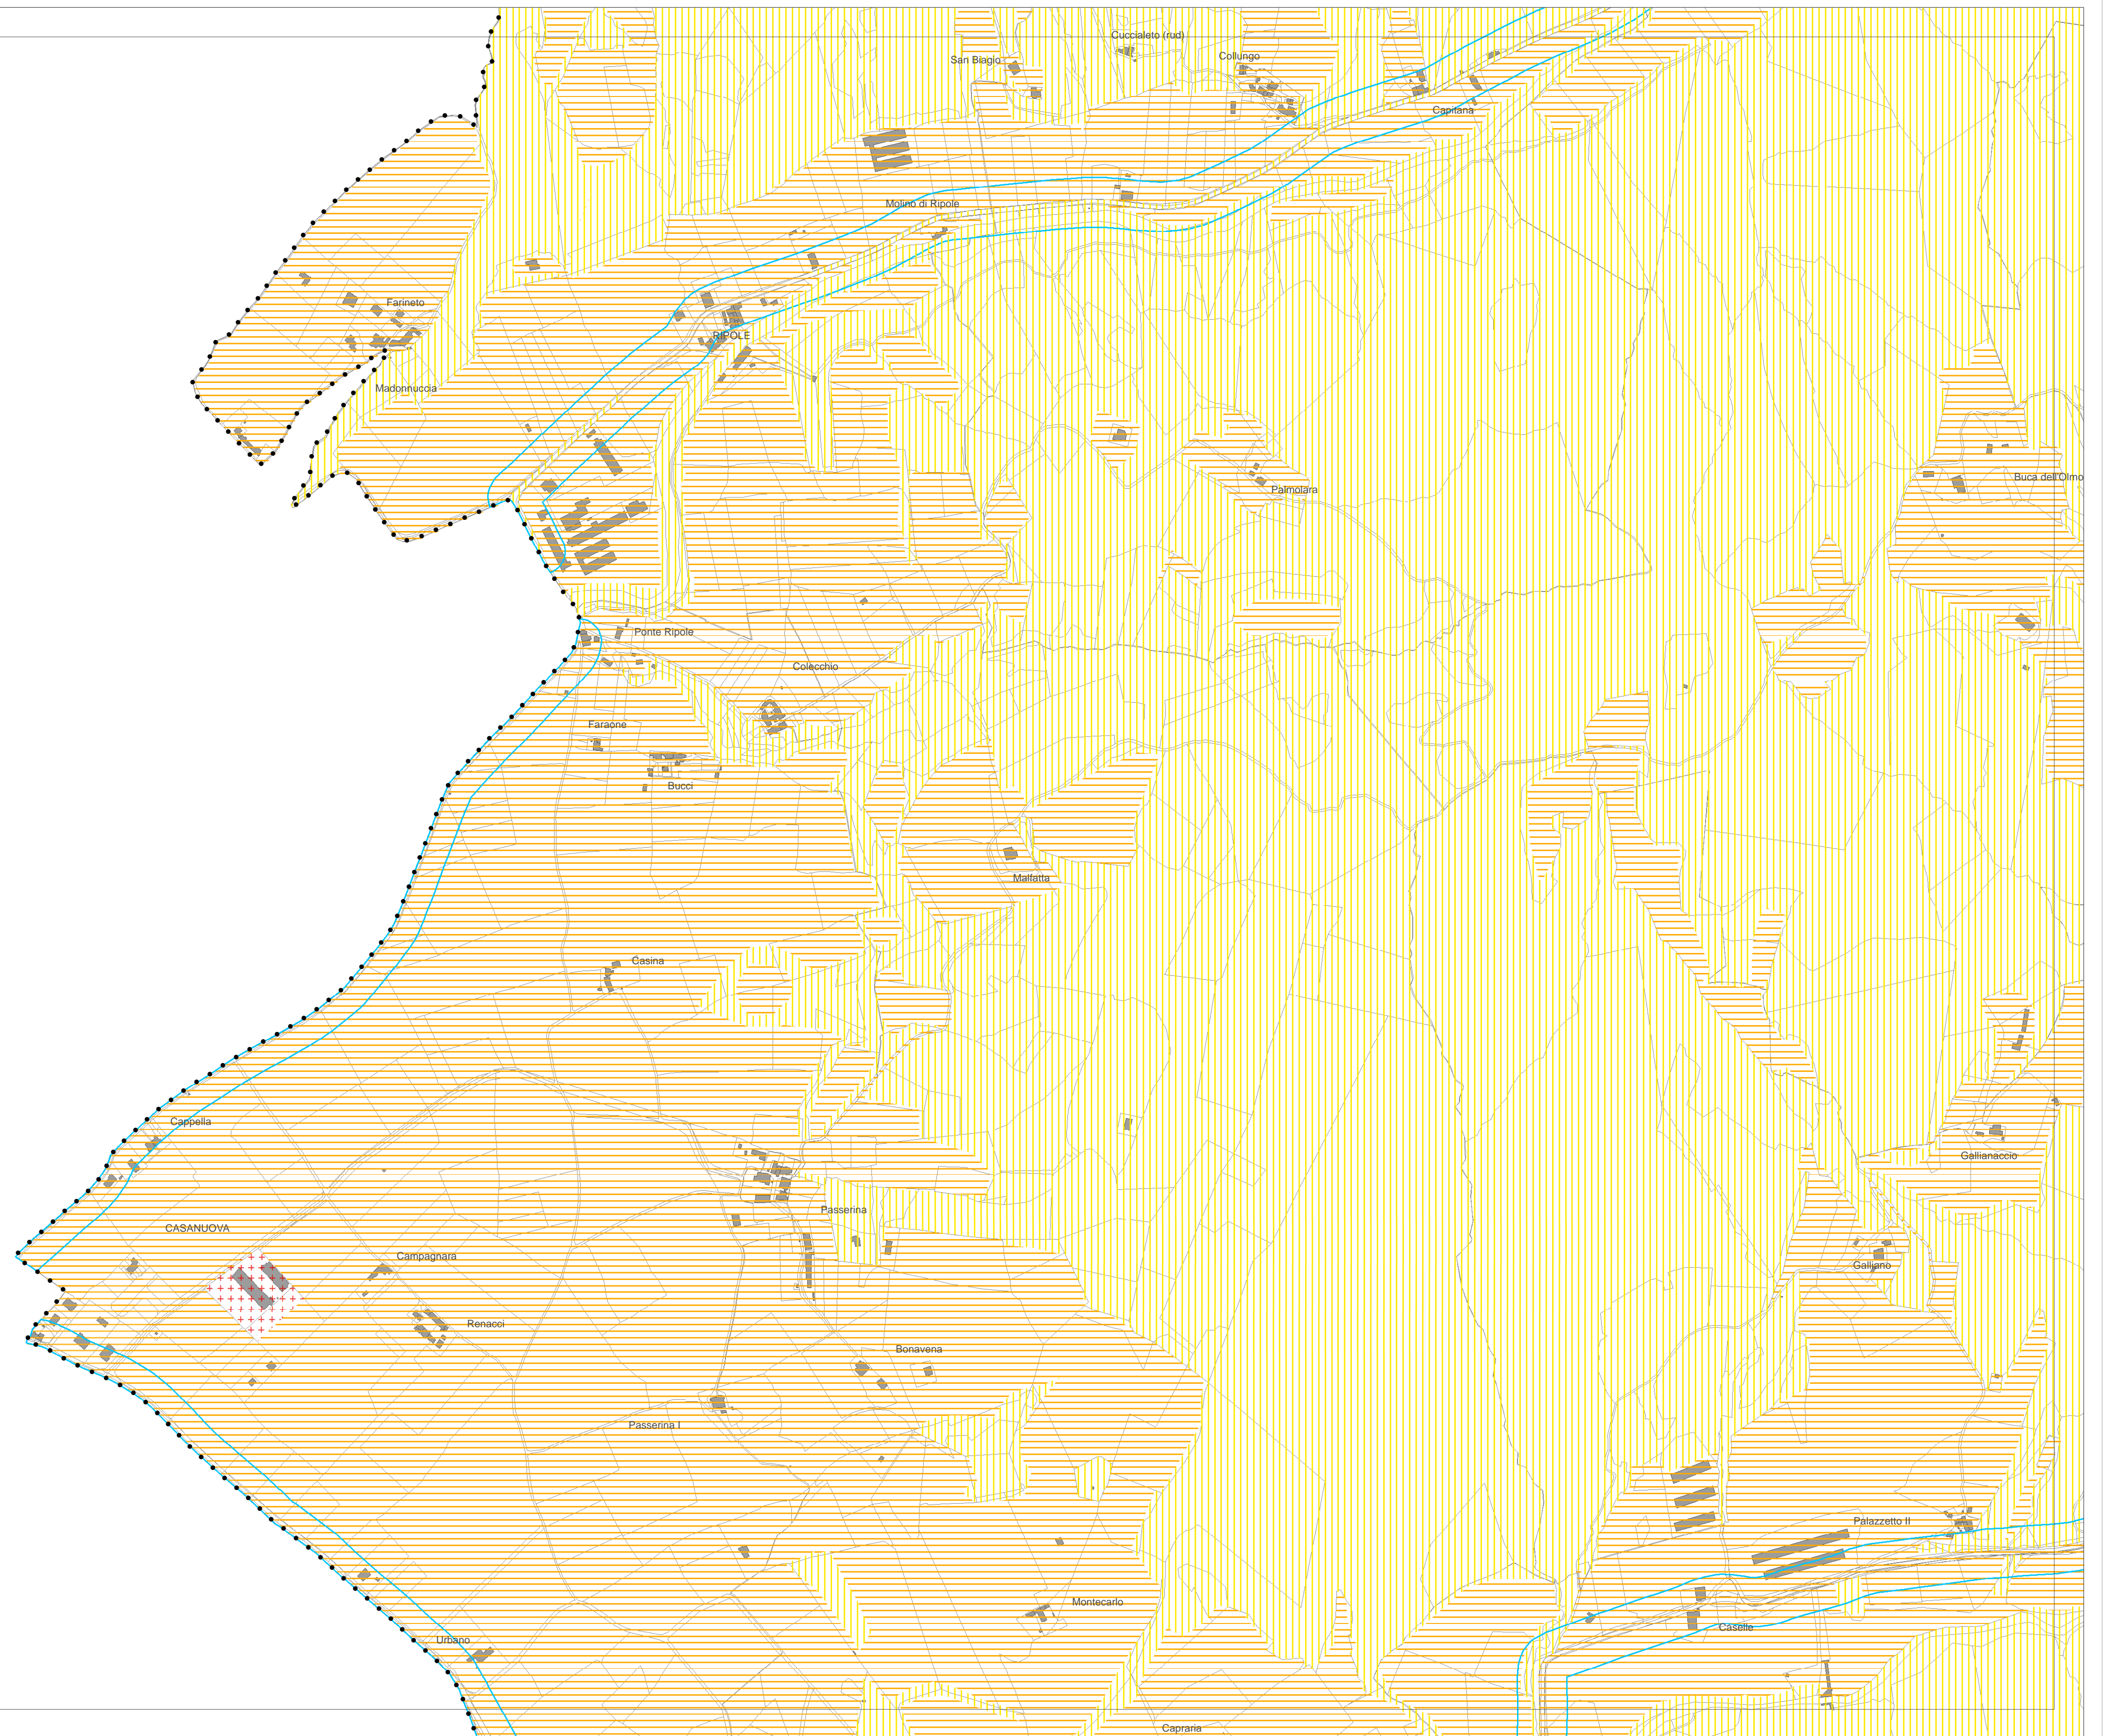 Cuccialeto (rud)
San Biagio
Collungo
Capitana
Molino di Ripole
Farineto
RIPOLE
Madonnuccia
Buca dell'Olmo
Palmolara
Ponte Ripole
Colecchio
Faraone
Bucci
Malfatta
Casina
Cappella
Gallianaccio
Passerina
CASANUOVA
Campagnara
Galliano
Renacci
Bonavena
Passerina I
Palazzetto II
Montecarlo
Caselle
Urbano
Capraria